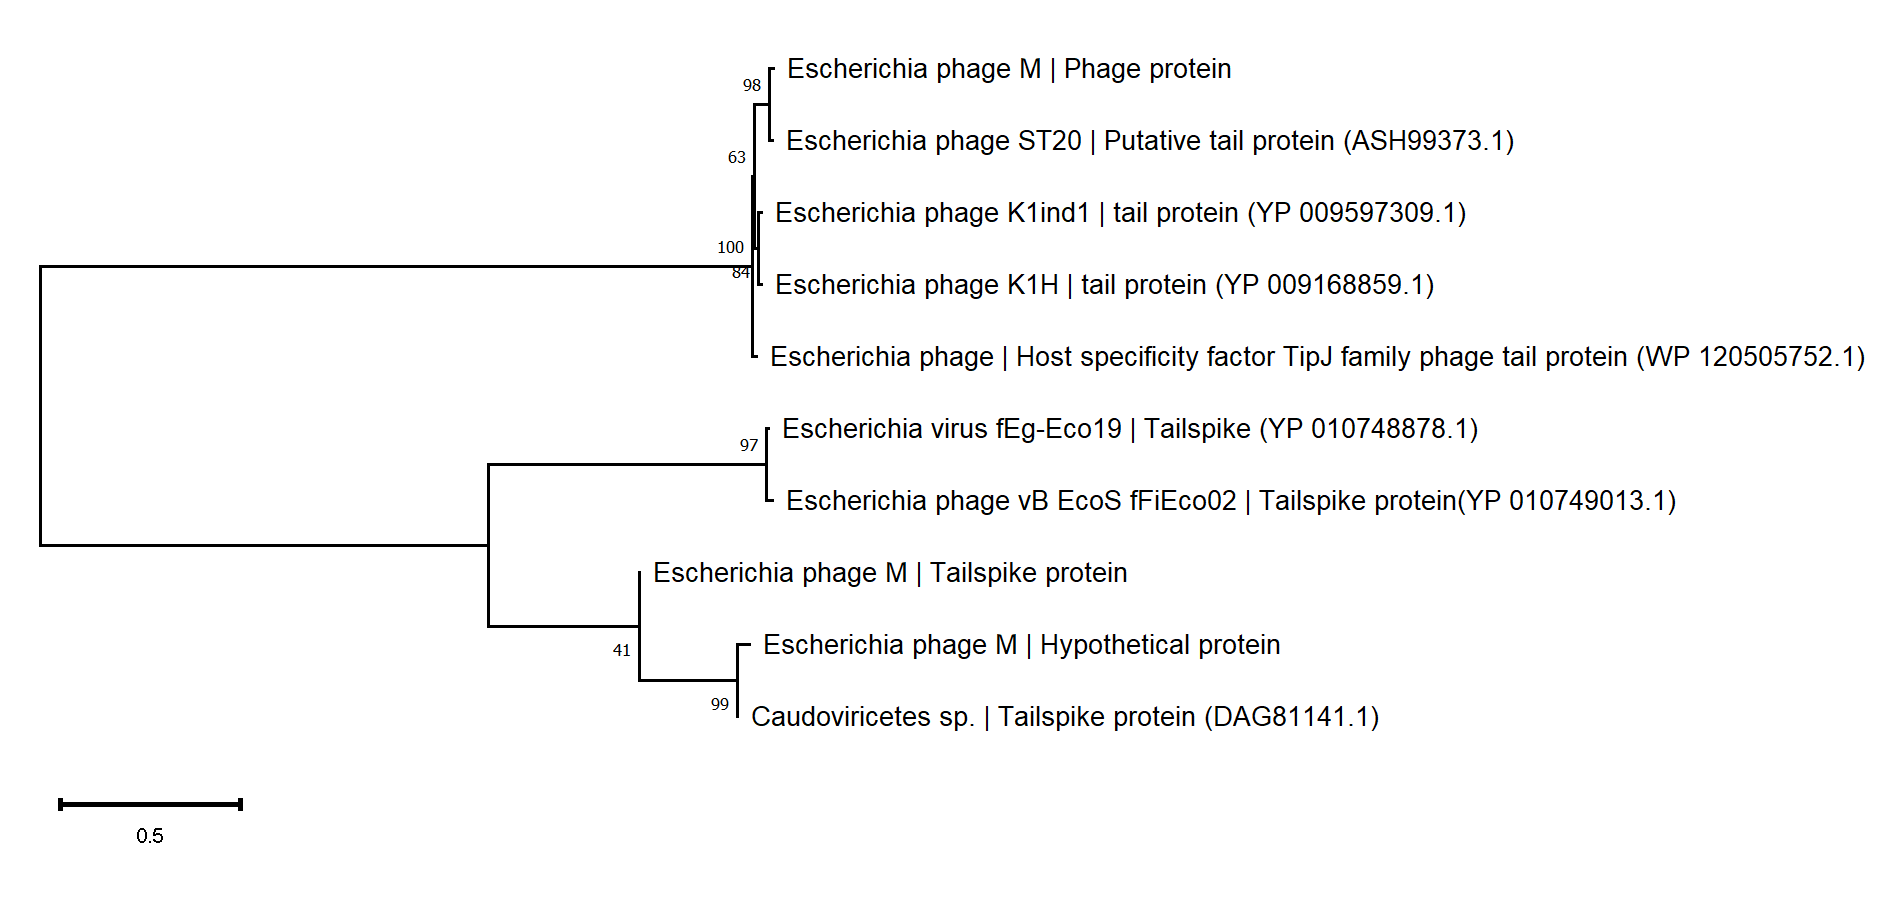 98
Escherichia phage M | Phage protein
Escherichia phage ST20 | Putative tail protein (ASH99373.1)
63
Escherichia phage K1ind1 | tail protein (YP 009597309.1)
100
84
Escherichia phage K1H | tail protein (YP 009168859.1)
Escherichia phage | Host specificity factor TipJ family phage tail protein (WP 120505752.1)
Escherichia virus fEg-Eco19 | Tailspike (YP 010748878.1)
97
Escherichia phage vB EcoS fFiEco02 | Tailspike protein(YP 010749013.1)
Escherichia phage M | Tailspike protein
41
Escherichia phage M | Hypothetical protein
99
Caudoviricetes sp. | Tailspike protein (DAG81141.1)
0.5